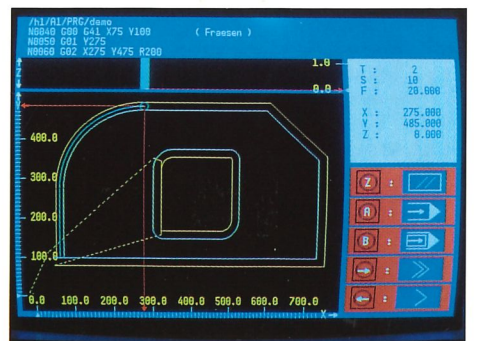 /h1/A1/PRG/demo
N0040 G00 G41 X75 Y100 ( Fraesen )
N0050 G01 Y275
N0060 G02 X275 Y475 R200
Z
1.0
0.0
T : 2
S : 10
F : 20.000
X : 275.000
Y : 485.000
Z : 0.000
Y
400.0
300.0
200.0
100.0
0.0 100.0 200.0 300.0 400.0 500.0 600.0 700.0
X
Z :
A :
B :